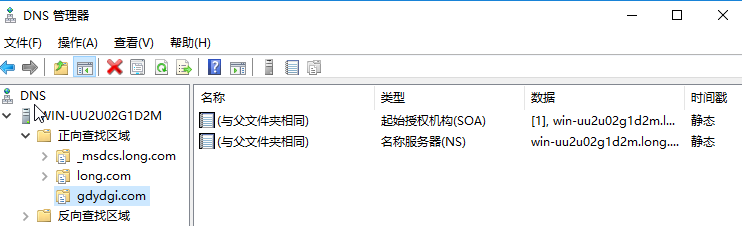 DNS 管理器
文件(F) 操作(A) 查看(V) 帮助(H)
DNS
WIN-UU2U02G1D2M
正向查找区域
_msdcs.long.com
long.com
gdydgi.com
反向查找区域
名称 类型 数据 时间戳
(与父文件夹相同) 起始授权机构(SOA) [1], win-uu2u02g1d2m.l... 静态
(与父文件夹相同) 名称服务器(NS) win-uu2u02g1d2m.long.... 静态